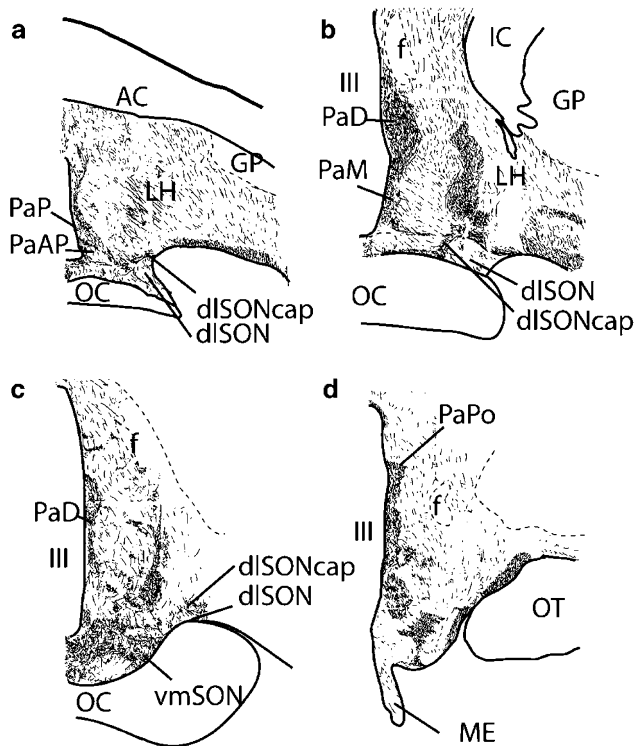 a
AC
GP
LH
PaP
PaAP
OC
dlSONcap
dlSON
b
f
IC
III
GP
PaD
PaM
LH
dlSON
OC
dlSONcap
c
f
PaD
III
dlSONcap
dlSON
vmSON
OC
d
PaPo
III
f
OT
ME